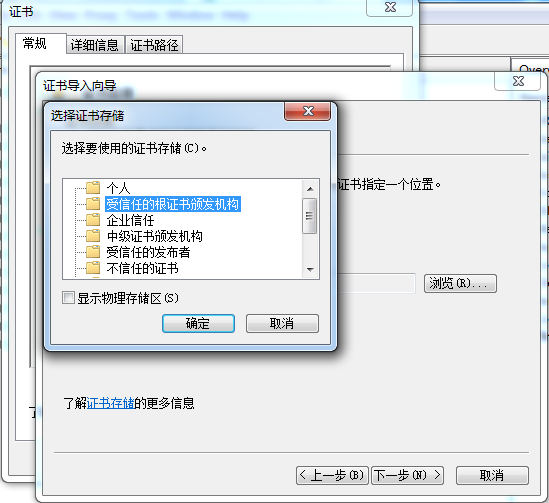 证书
View Proxy Tools Window Help
常规 详细信息 证书路径
证书导入向导
选择证书存储
选择要使用的证书存储(C)。
个人
受信任的根证书颁发机构
企业信任
中级证书颁发机构
受信任的发布者
不信任的证书
显示物理存储区(S)
确定 取消
证书指定一个位置。
浏览(R)...
了解证书存储的更多信息
< 上一步(B) 下一步(N) > 取消